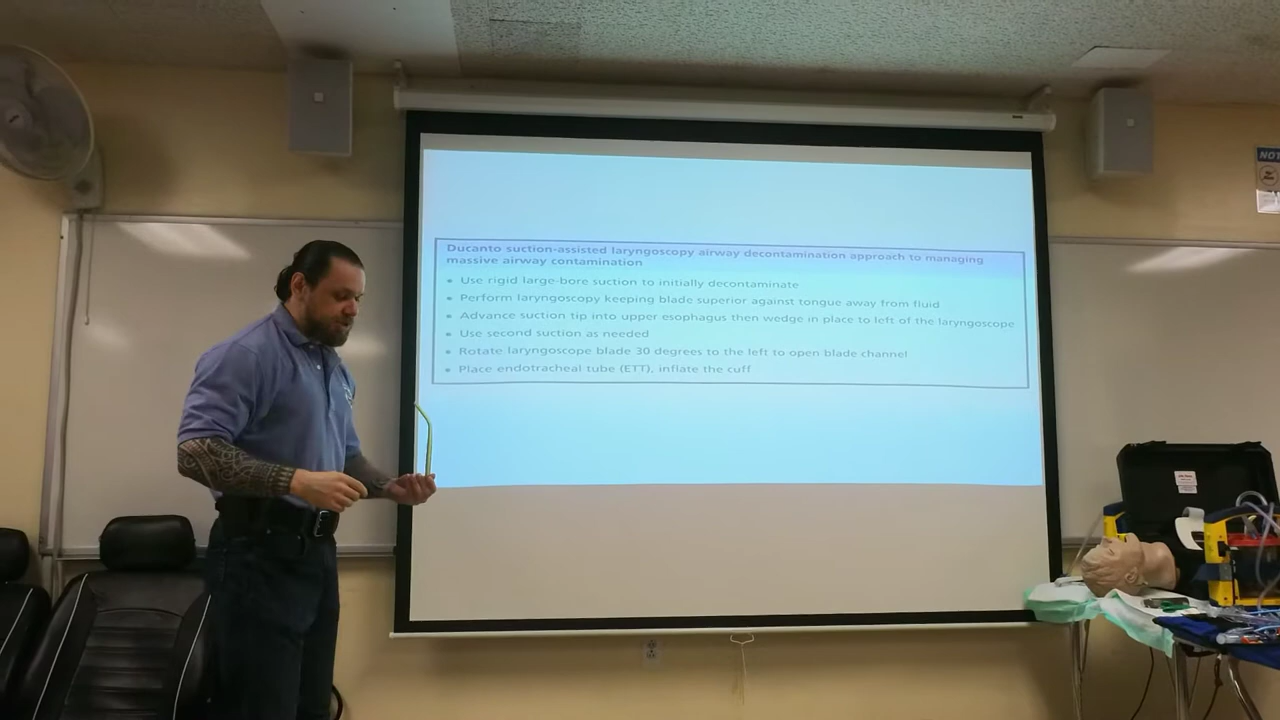 Ducanto suction-assisted laryngoscopy airway decontamination approach to managing
massive airway contamination
• Use rigid large-bore suction to initially decontaminate
• Perform laryngoscopy keeping blade superior against tongue away from fluid
• Advance suction tip into upper esophagus then wedge in place to left of the laryngoscope
• Use second suction as needed
• Rotate laryngoscope blade 30 degrees to the left to open blade channel
• Place endotracheal tube (ETT), inflate the cuff
NOT